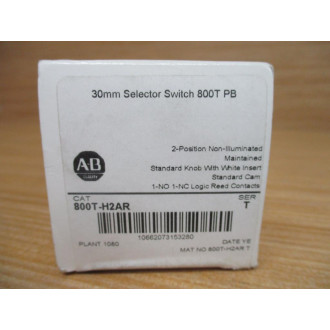 30mm Selector Switch 800T PB
2-Position Non-Illuminated
Maintained
Standard Knob With White Insert
Standard Cam
1-NO 1-NC Logic Reed Contacts
AB
CAT SER
800T-H2AR T
10662073153260
PLANT 1060 DATE YE
MAT NO 800T-H2AR T